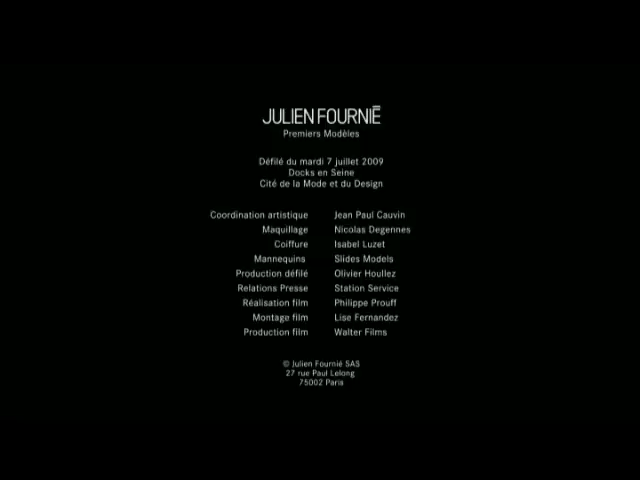 JULIEN FOURNIĒ
Premiers Modèles
Défilé du mardi 7 juillet 2009
Docks en Seine
Cité de la Mode et du Design
Coordination artistique Jean Paul Cauvin
Maquillage Nicolas Degennes
Coiffure Isabel Luzet
Mannequins Slides Models
Production défilé Olivier Houllez
Relations Presse Station Service
Réalisation film Philippe Prouff
Montage film Lise Fernandez
Production film Walter Films
© Julien Fournié SAS
27 rue Paul Lelong
75002 Paris